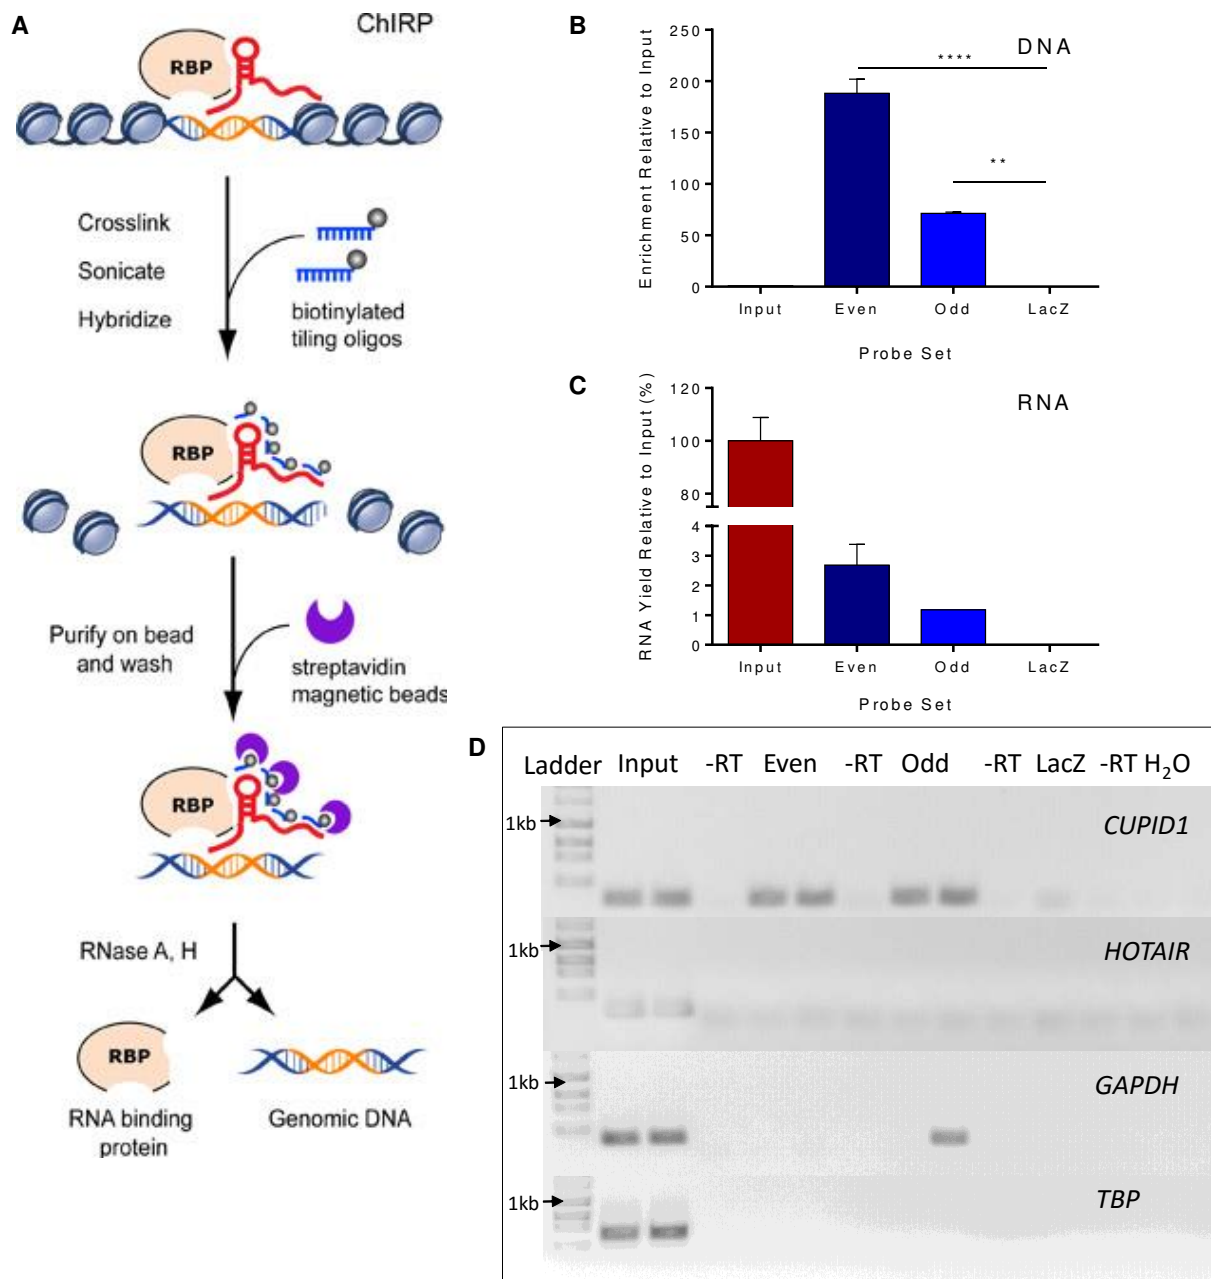 A
ChIRP
RBP
Crosslink
Sonicate
Hybridize
biotinylated
tiling oligos
RBP
Purify on bead
and wash
streptavidin
magnetic beads
RBP
RNase A, H
RBP
RNA binding
protein
Genomic DNA
B
DNA
Enrichment Relative to Input
250
200
150
100
50
0
****
**
Input Even Odd LacZ
Probe Set
C
RNA
RNA Yield Relative to Input (%)
120
100
80
4
3
2
1
0
Input Even Odd LacZ
Probe Set
D
Ladder Input -RT Even -RT Odd -RT LacZ -RT H₂O
1kb
CUPID1
1kb
HOTAIR
1kb
GAPDH
1kb
TBP